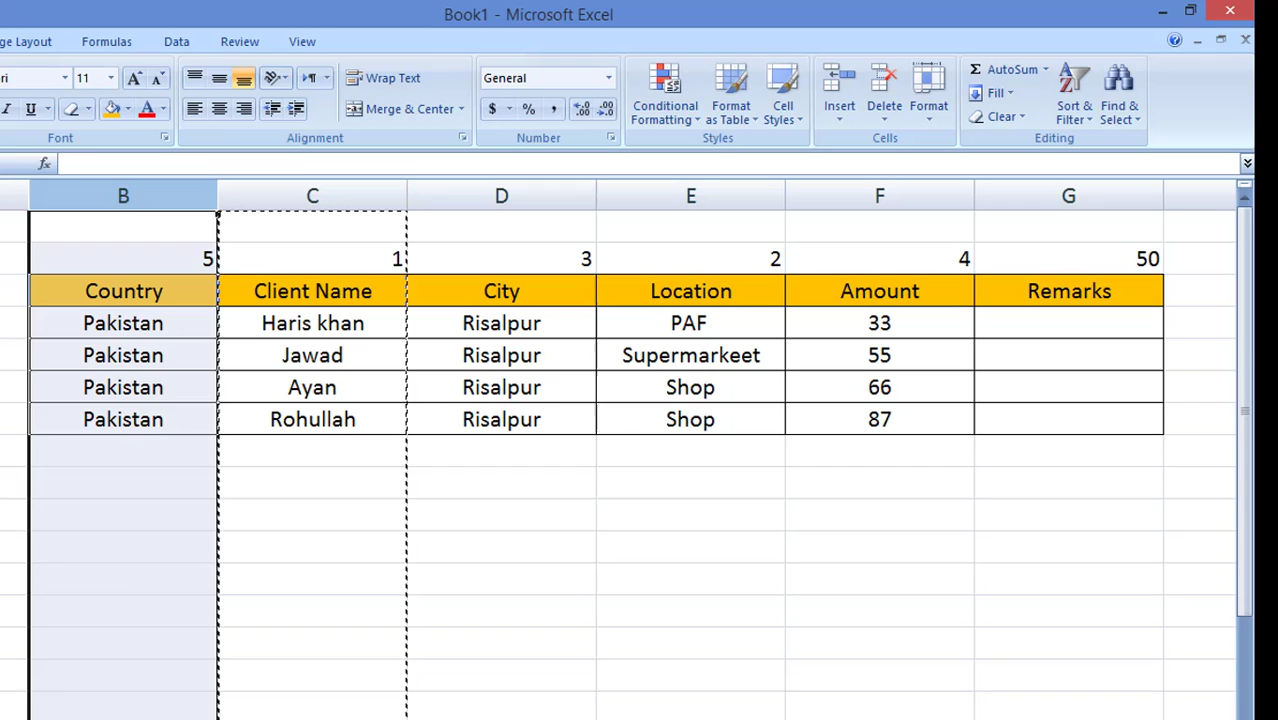 Book1 - Microsoft Excel
ge Layout Formulas Data Review View
ri 11 Wrap Text General Conditional Formatting Format as Table Cell Styles Insert Delete Format AutoSum Fill Clear Sort & Filter Find & Select
I U A A Merge & Center $ % , .00 .0
Font Alignment Number Styles Cells Editing
fx
B C D E F G
5 1 3 2 4 50
Country Client Name City Location Amount Remarks
Pakistan Haris khan Risalpur PAF 33
Pakistan Jawad Risalpur Supermarkeet 55
Pakistan Ayan Risalpur Shop 66
Pakistan Rohullah Risalpur Shop 87